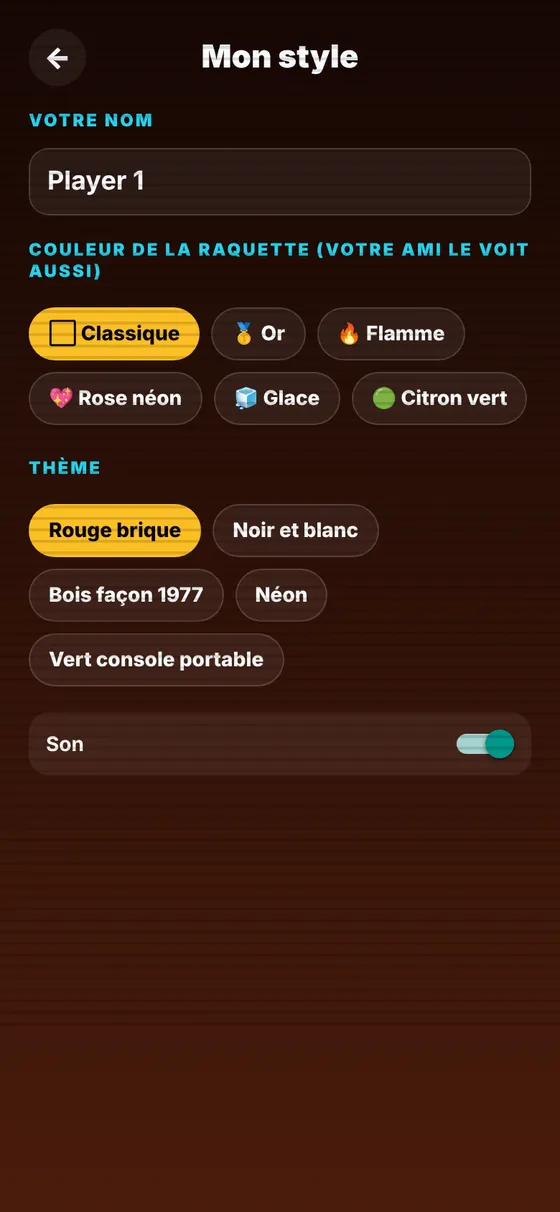 Mon style
VOTRE NOM
Player 1
COULEUR DE LA RAQUETTE (VOTRE AMI LE VOIT
AUSSI)
Classique
🥇 Or
🔥 Flamme
💖 Rose néon
🧊 Glace
🟢 Citron vert
THÈME
Rouge brique
Noir et blanc
Bois façon 1977
Néon
Vert console portable
Son